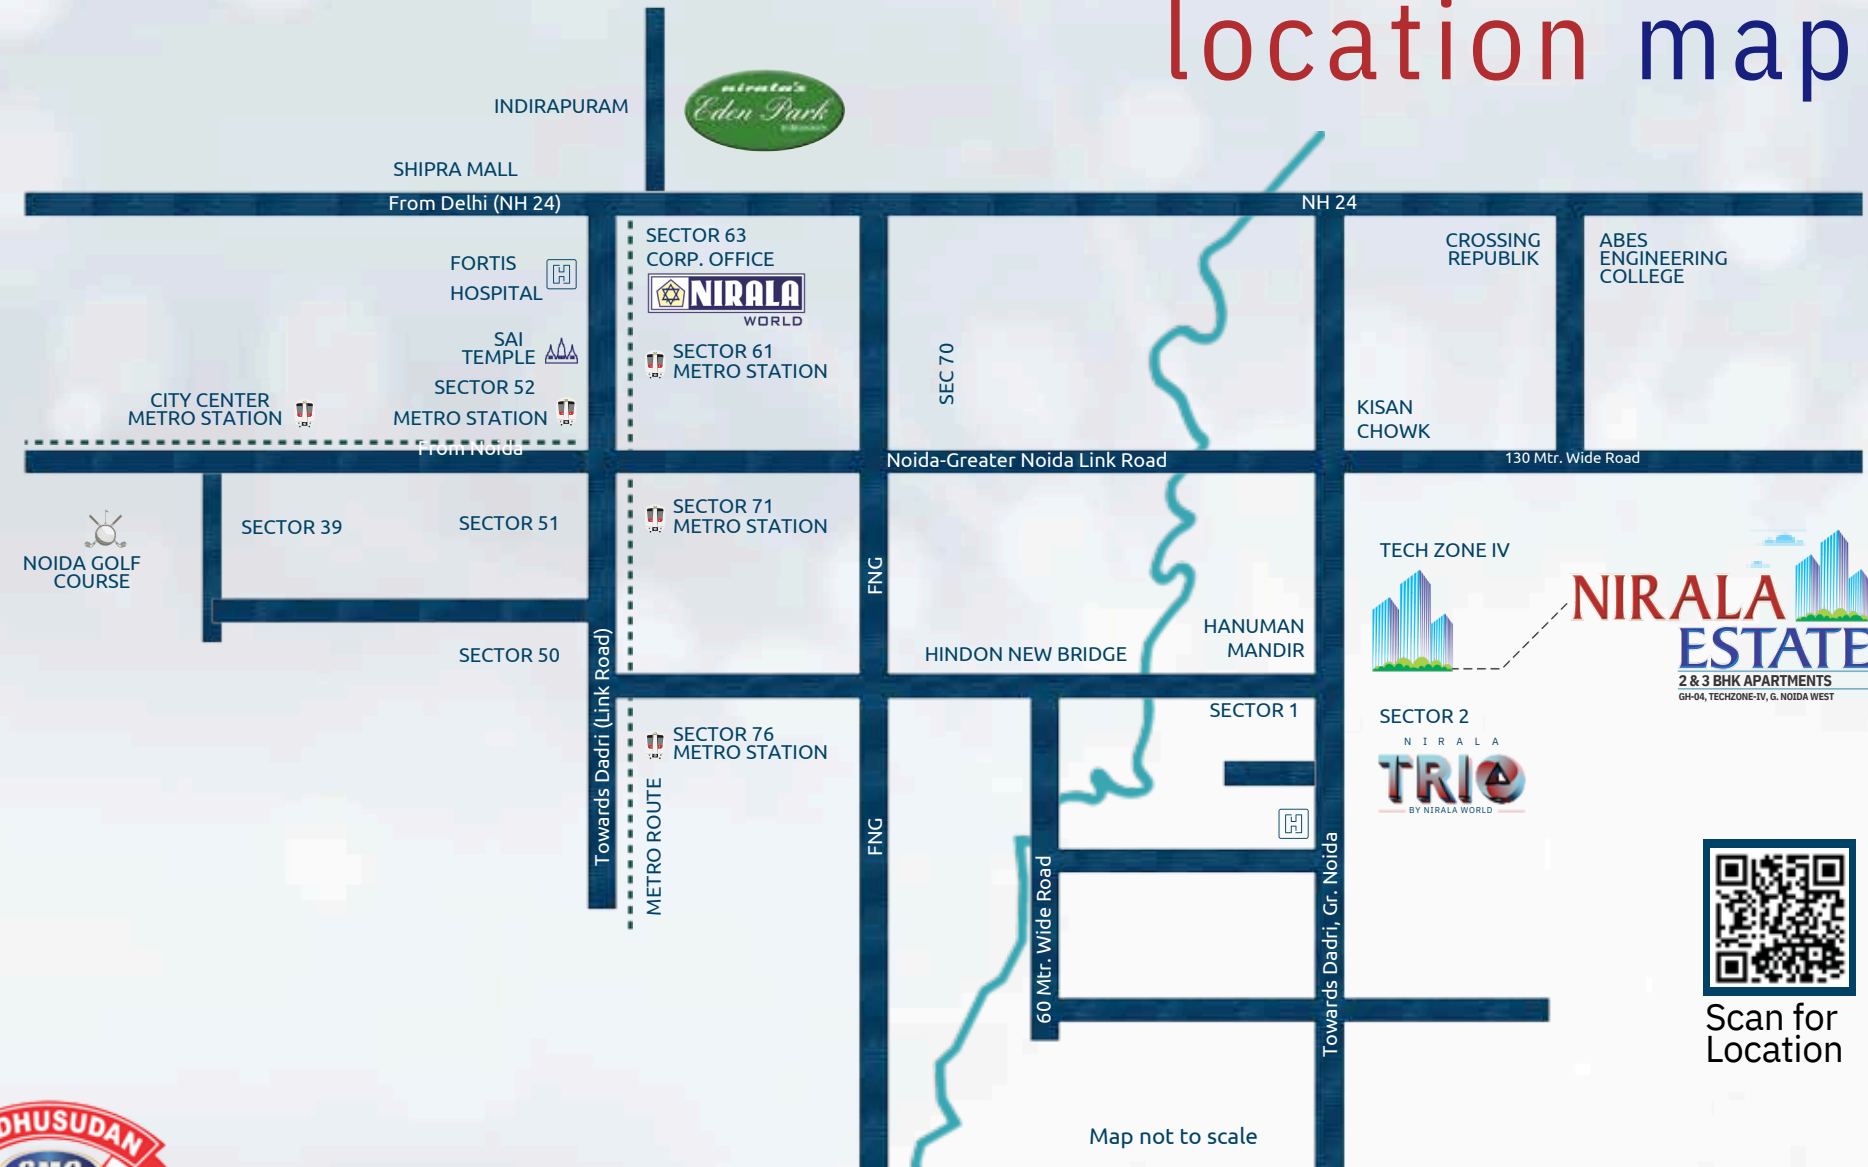 location map
INDIRAPURAM
nirala's
Eden Park
SHIPRA MALL
From Delhi (NH 24)
NH 24
SECTOR 63
CORP. OFFICE
NIRALA
WORLD
FORTIS
HOSPITAL
H
CROSSING
REPUBLIK
ABES
ENGINEERING
COLLEGE
SAI
TEMPLE
SECTOR 61
METRO STATION
SEC 70
SECTOR 52
METRO STATION
CITY CENTER
METRO STATION
KISAN
CHOWK
From Noida
Noida-Greater Noida Link Road
130 Mtr. Wide Road
SECTOR 39
SECTOR 51
SECTOR 71
METRO STATION
NOIDA GOLF
COURSE
FNG
TECH ZONE IV
NIRALA
ESTATE
2 & 3 BHK APARTMENTS
GH-04, TECHZONE-IV, G. NOIDA WEST
HANUMAN
MANDIR
HINDON NEW BRIDGE
SECTOR 50
Towards Dadri (Link Road)
SECTOR 1
SECTOR 2
NIRALA
TRIO
BY NIRALA WORLD
SECTOR 76
METRO STATION
METRO ROUTE
FNG
H
60 Mtr. Wide Road
Towards Dadri, Gr. Noida
Scan for
Location
Map not to scale
DHUSUDAN